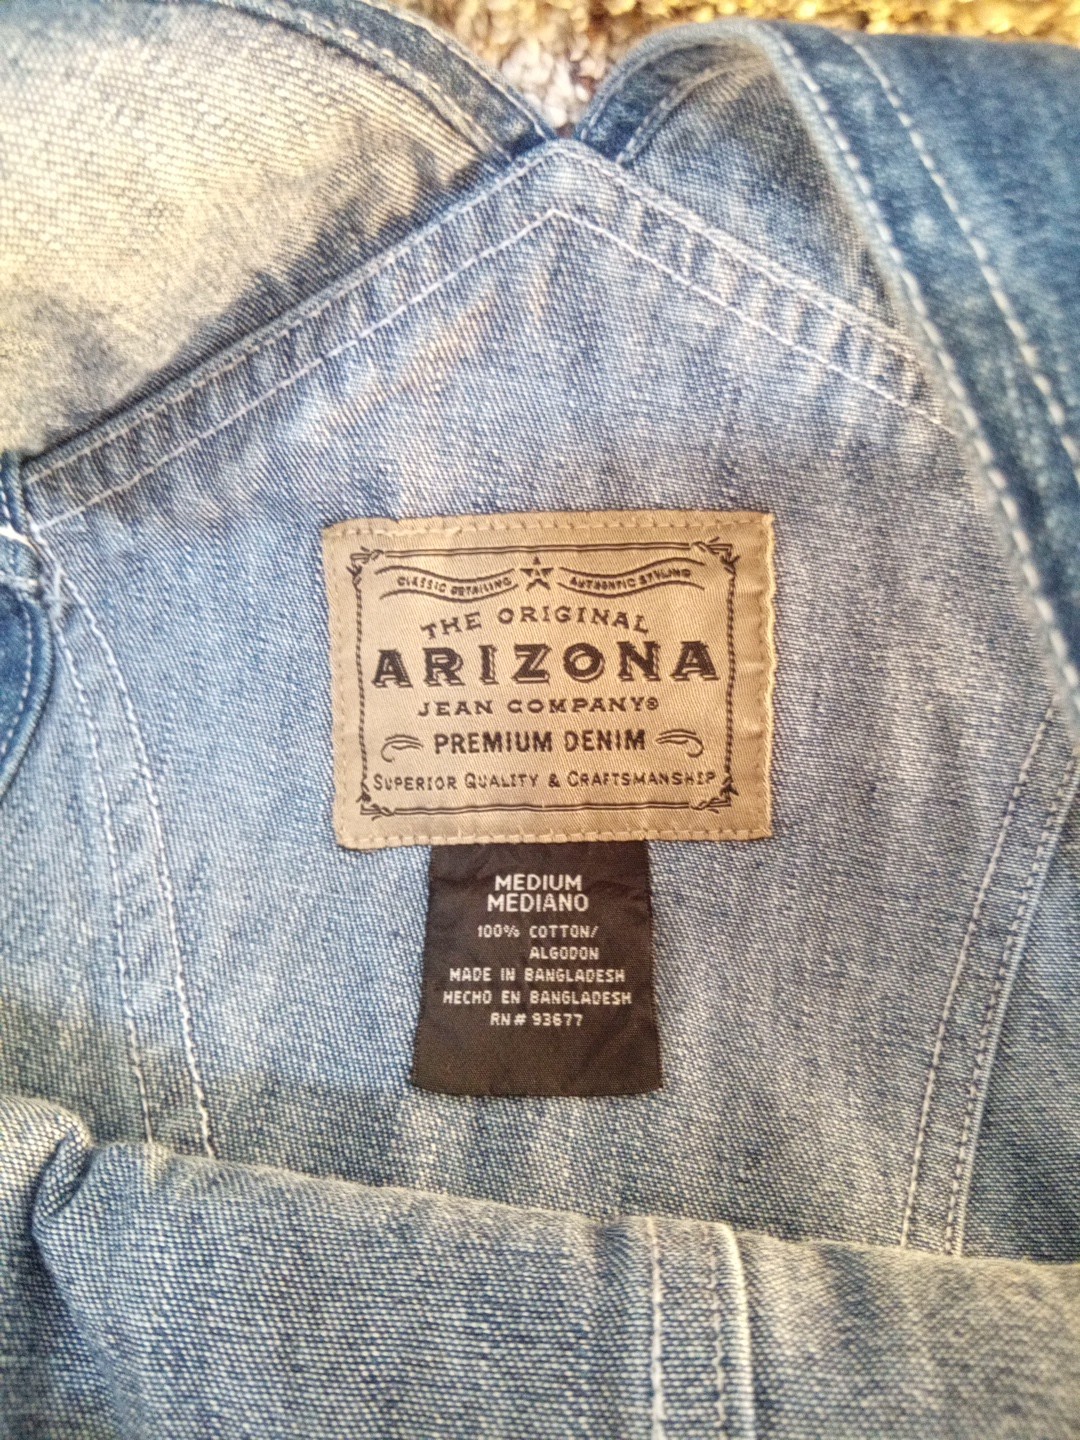 CLASSIC DETAILING AUTHENTIC STYLING
THE ORIGINAL
ARIZONA
JEAN COMPANY®
PREMIUM DENIM
SUPERIOR QUALITY & CRAFTSMANSHIP
MEDIUM
MEDIANO
100% COTTON/
ALGODON
MADE IN BANGLADESH
HECHO EN BANGLADESH
RN# 93677